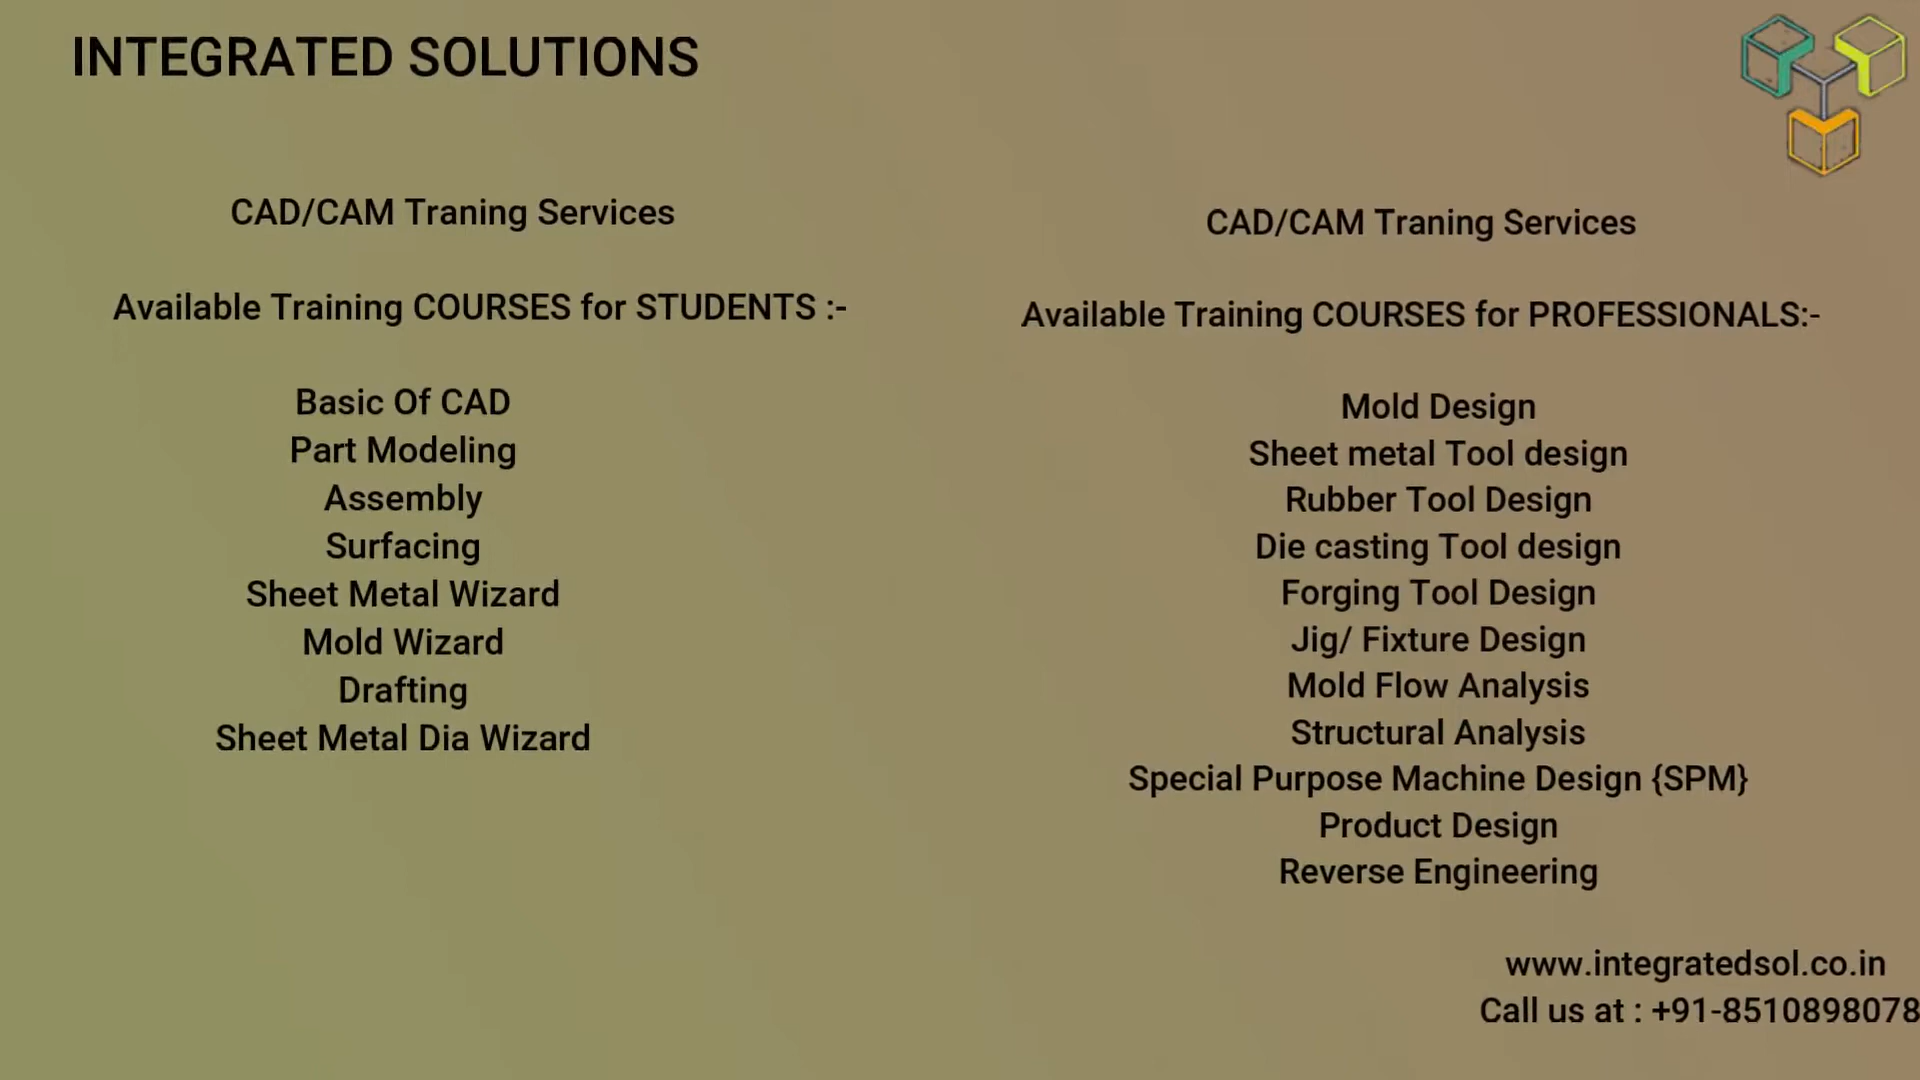 INTEGRATED SOLUTIONS
CAD/CAM Traning Services
Available Training COURSES for STUDENTS :-
Basic Of CAD
Part Modeling
Assembly
Surfacing
Sheet Metal Wizard
Mold Wizard
Drafting
Sheet Metal Dia Wizard
CAD/CAM Traning Services
Available Training COURSES for PROFESSIONALS:-
Mold Design
Sheet metal Tool design
Rubber Tool Design
Die casting Tool design
Forging Tool Design
Jig/ Fixture Design
Mold Flow Analysis
Structural Analysis
Special Purpose Machine Design {SPM}
Product Design
Reverse Engineering
www.integratedsol.co.in
Call us at : +91-8510898078